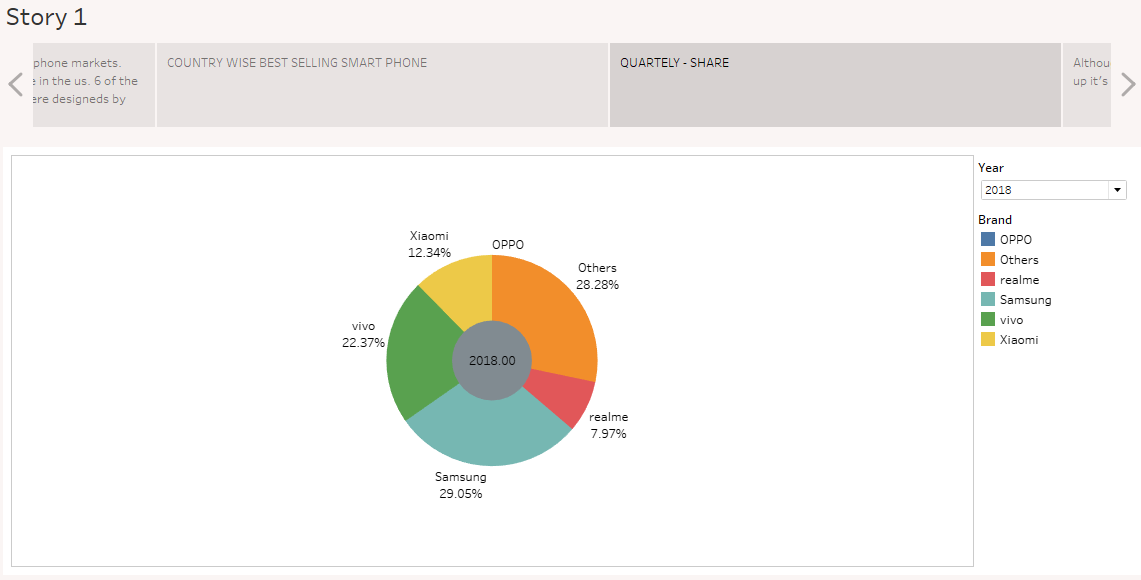 Story 1
phone markets.
in the us. 6 of the
designeds by
COUNTRY WISE BEST SELLING SMART PHONE
QUARTELY - SHARE
up it's
Year
2018
Brand
OPPO
Others
realme
Samsung
vivo
Xiaomi
Xiaomi
12.34%
OPPO
Others
28.28%
vivo
22.37%
2018.00
realme
7.97%
Samsung
29.05%